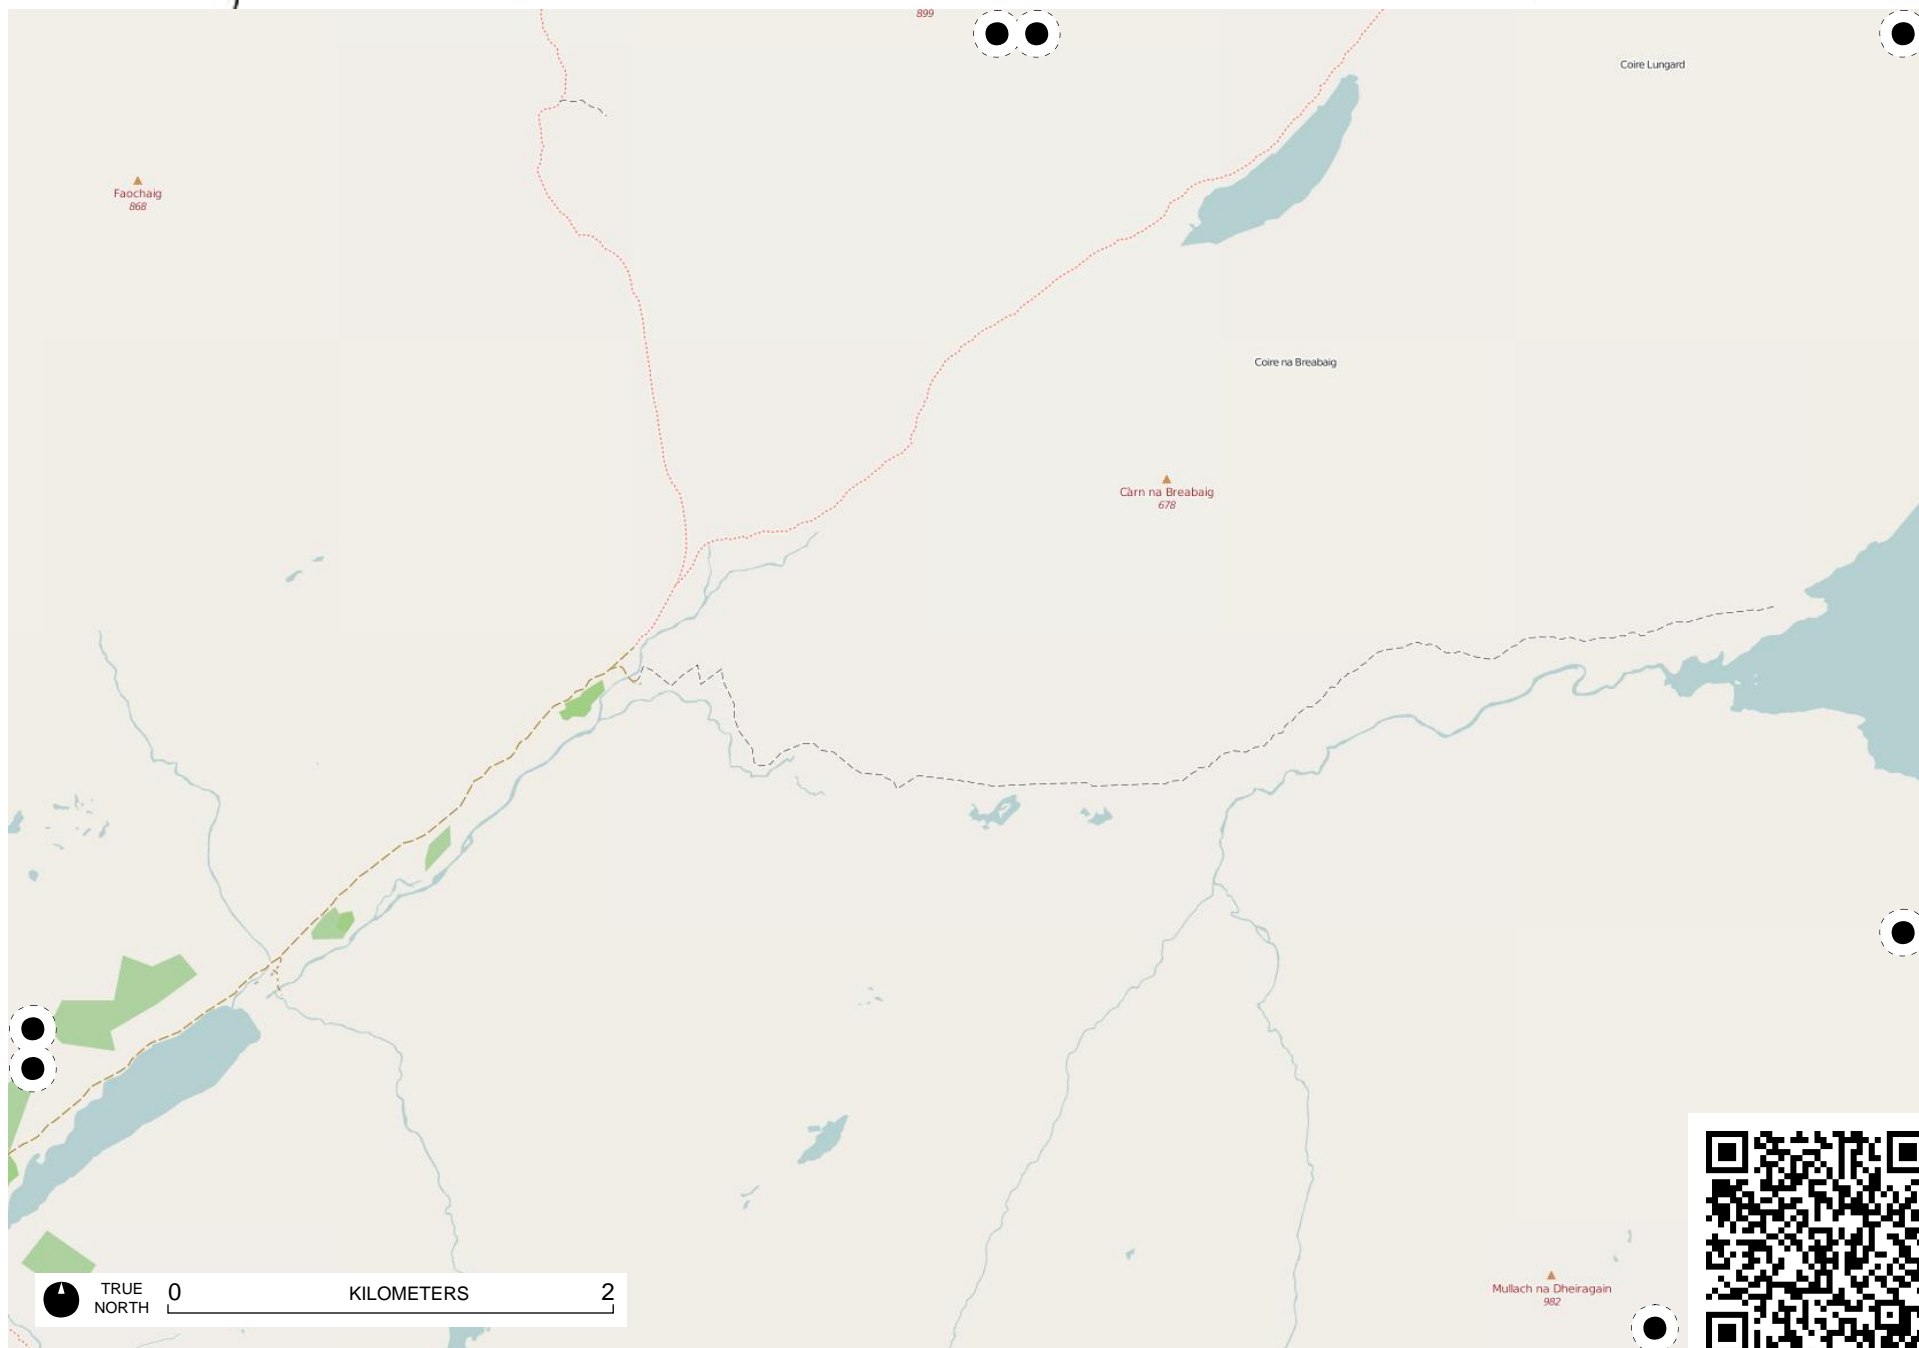 899
Coire Lungard
Faochaig
868
Coire na Breabaig
Càrn na Breabaig
678
Mullach na Dheiragain
982
TRUE
NORTH
0 KILOMETERS 2